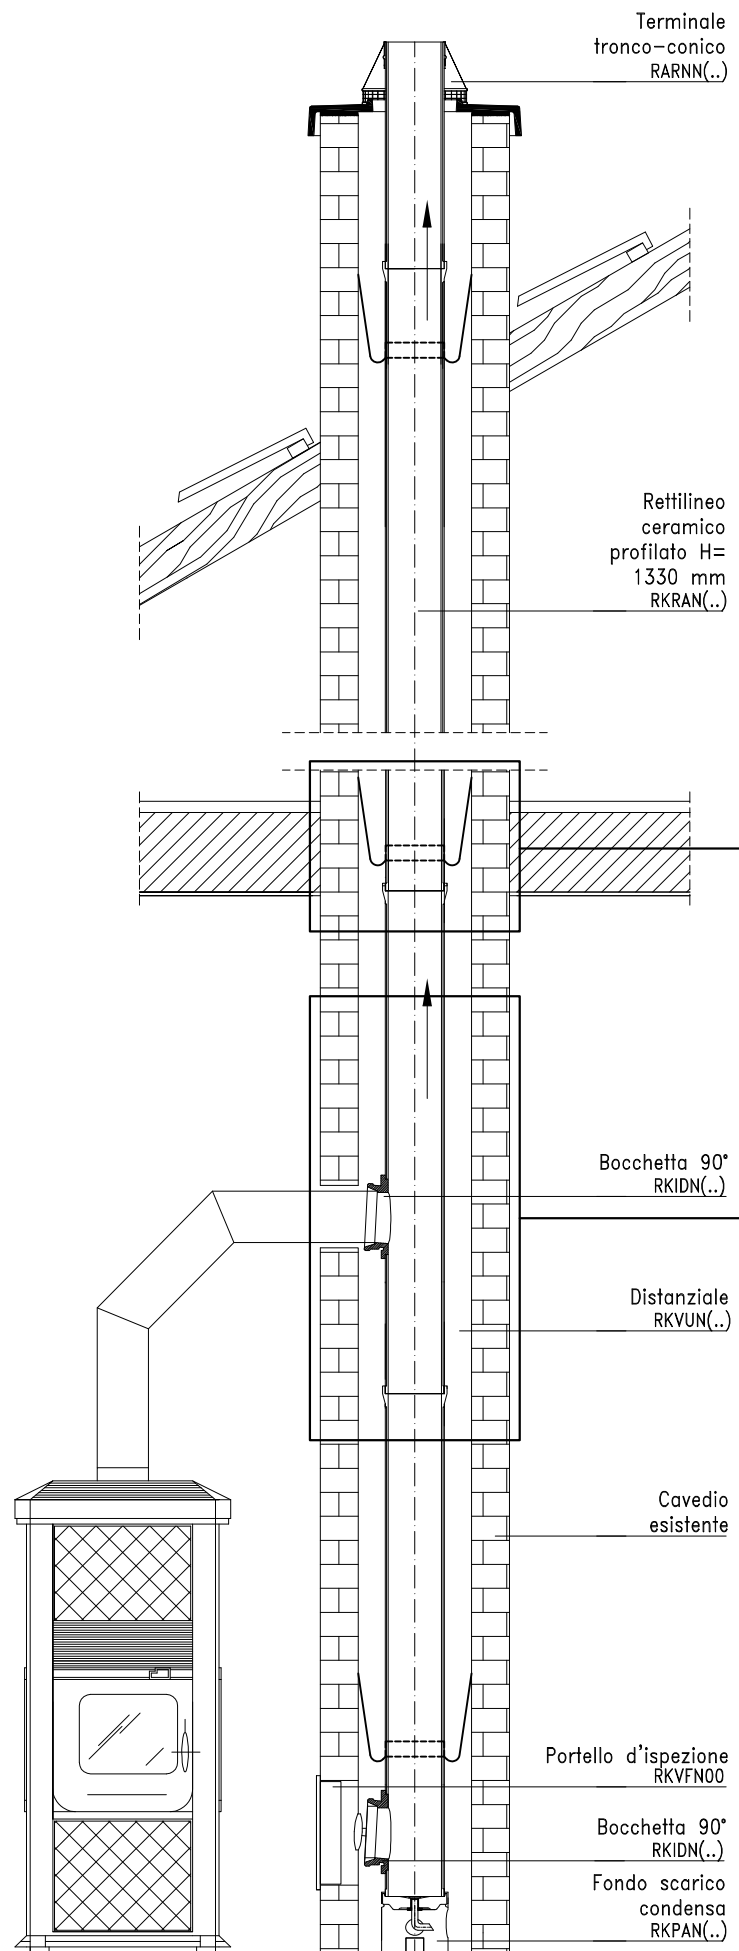 Terminale
tronco-conico
RARNN(..)
Rettilineo
ceramico
profilato H=
1330 mm
RKRAN(..)
Bocchetta 90°
RKIDN(..)
Distanziale
RKVUN(..)
Cavedio
esistente
Portello d'ispezione
RKVFN00
Bocchetta 90°
RKIDN(..)
Fondo scarico
condensa
RKPAN(..)